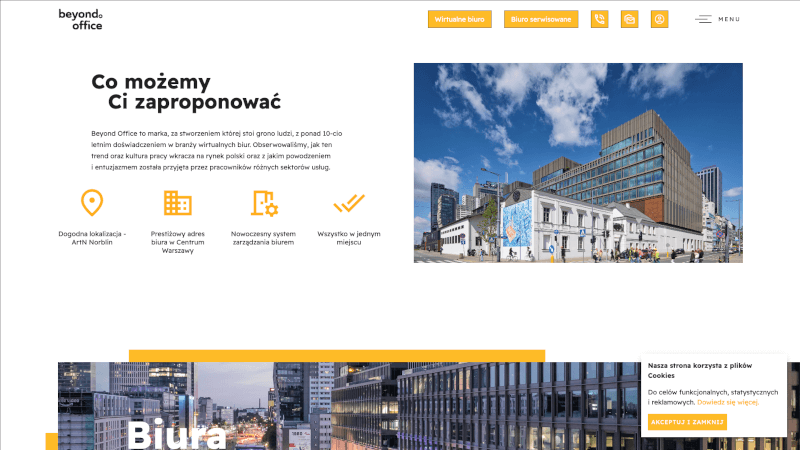 beyond
office
Wirtualne biuro
Biuro serwisowane
MENU
Co możemy
Ci zaproponować
Beyond Office to marka, za stworzeniem której stoi grono ludzi, z ponad 10-cio
letnim doświadczeniem w branży wirtualnych biur. Obserwowaliśmy, jak ten
trend oraz kultura pracy wkracza na rynek polski oraz z jakim powodzeniem
i entuzjazmem została przyjęta przez pracowników różnych sektorów usług.
Dogodna lokalizacja -
ArtN Norblin
Prestiżowy adres
biura w Centrum
Warszawy
Nowoczesny system
zarządzania biurem
Wszystko w jednym
miejscu
Biura
Nasza strona korzysta z plików
Cookies
Do celów funkcjonalnych, statystycznych
i reklamowych. Dowiedz się więcej.
AKCEPTUJ I ZAMKNIJ